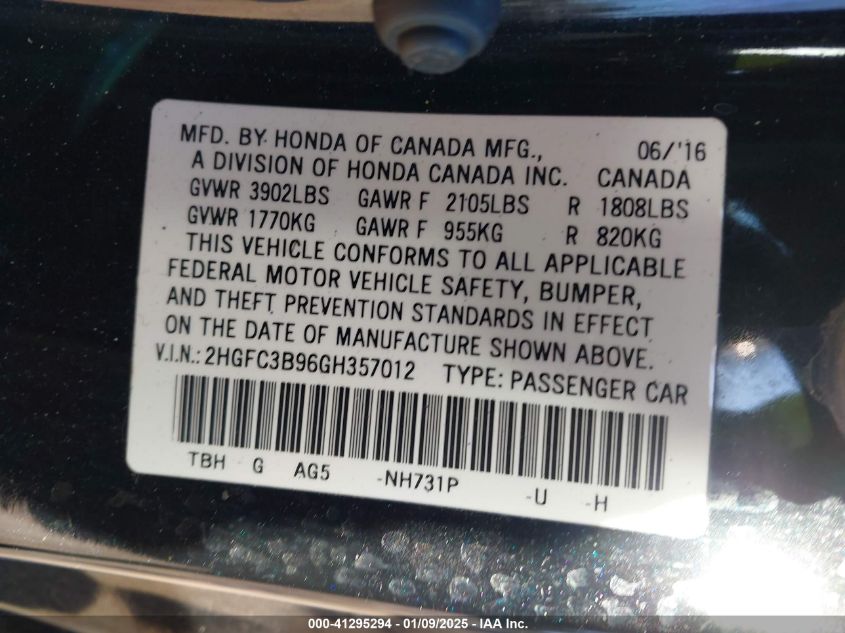 MFD. BY HONDA OF CANADA MFG., 06/'16
A DIVISION OF HONDA CANADA INC. CANADA
GVWR 3902LBS GAWR F 2105LBS R 1808LBS
GVWR 1770KG GAWR F 955KG R 820KG
THIS VEHICLE CONFORMS TO ALL APPLICABLE
FEDERAL MOTOR VEHICLE SAFETY, BUMPER,
AND THEFT PREVENTION STANDARDS IN EFFECT
ON THE DATE OF MANUFACTURE SHOWN ABOVE.
V.I.N.: 2HGFC3B96GH357012 TYPE: PASSENGER CAR
TBH G AG5 -NH731P -U -H
000-41295294 - 01/09/2025 - IAA Inc.